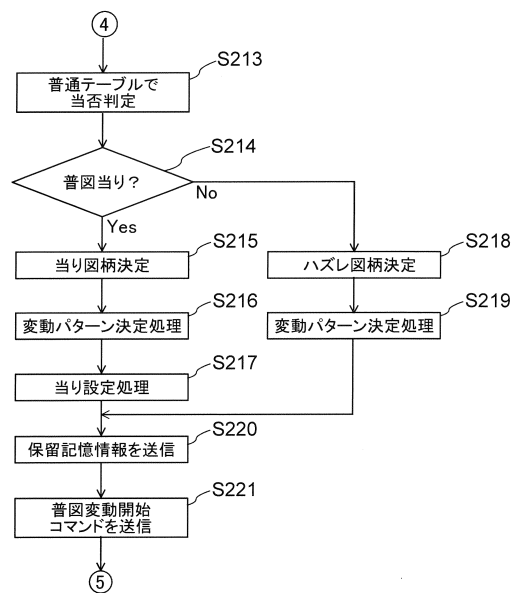 ④
S213
普通テーブルで
当否判定
S214
普図当り?
No
Yes
S215
当り図柄決定
S218
ハズレ図柄決定
S216
変動パターン決定処理
S219
変動パターン決定処理
S217
当り設定処理
S220
保留記憶情報を送信
S221
普図変動開始
コマンドを送信
⑤